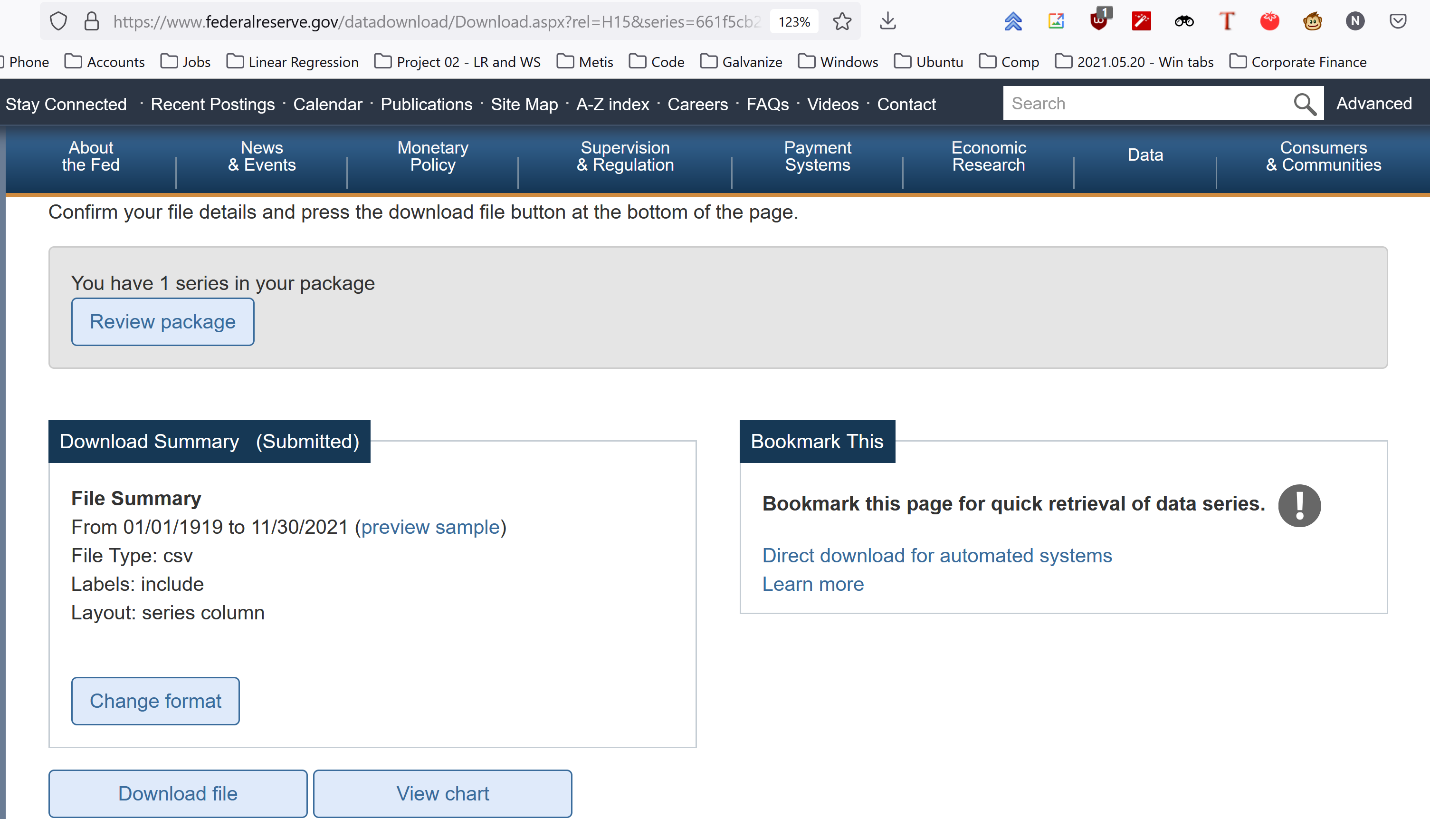 https://www.federalreserve.gov/datadownload/Download.aspx?rel=H15&series=661f5cb2 123% 1 N
Phone Accounts Jobs Linear Regression Project 02 - LR and WS Metis Code Galvanize Windows Ubuntu Comp 2021.05.20 - Win tabs Corporate Finance
Stay Connected · Recent Postings · Calendar · Publications · Site Map · A-Z index · Careers · FAQs · Videos · Contact Search Advanced
About the Fed
News & Events
Monetary Policy
Supervision & Regulation
Payment Systems
Economic Research
Data
Consumers & Communities
Confirm your file details and press the download file button at the bottom of the page.
You have 1 series in your package
Review package
Download Summary (Submitted)
File Summary
From 01/01/1919 to 11/30/2021 (preview sample)
File Type: csv
Labels: include
Layout: series column
Change format
Bookmark This
Bookmark this page for quick retrieval of data series.
Direct download for automated systems
Learn more
Download file
View chart